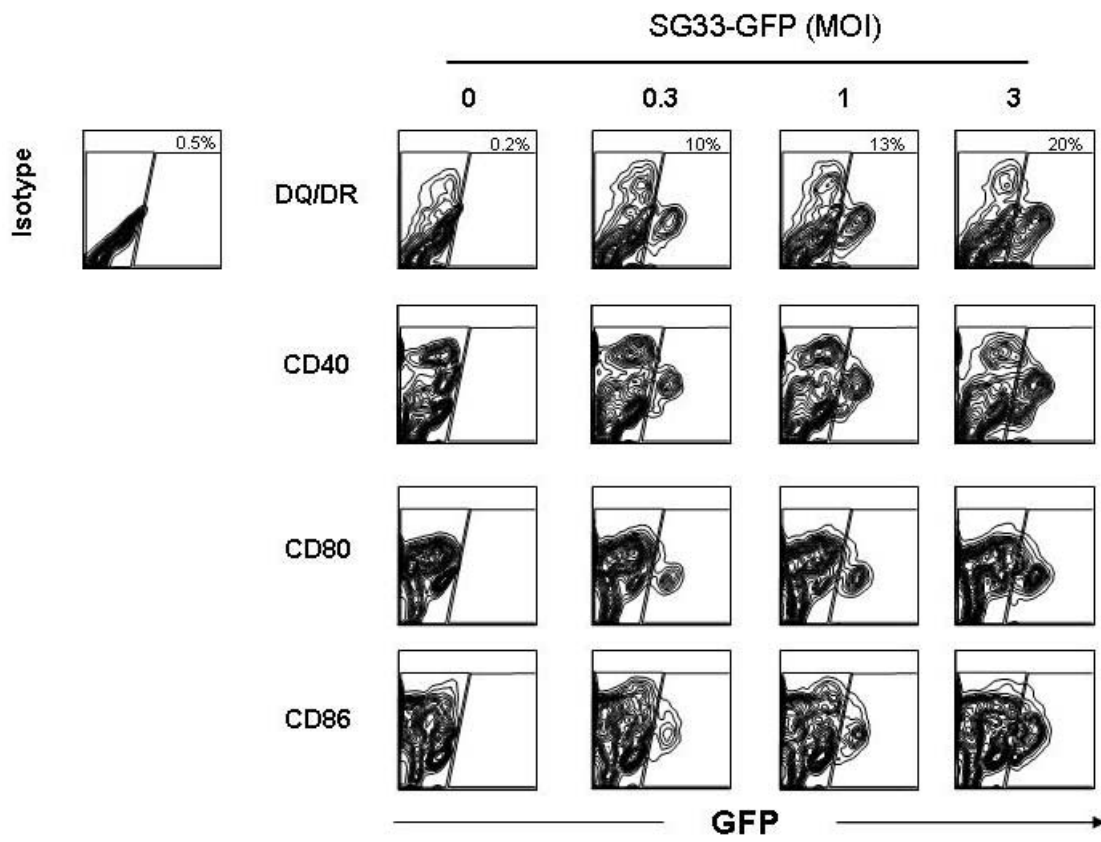 SG33-GFP (MOI)
0 0.3 1 3
Isotype
0.5%
DQ/DR
0.2% 10% 13% 20%
CD40
CD80
CD86
GFP